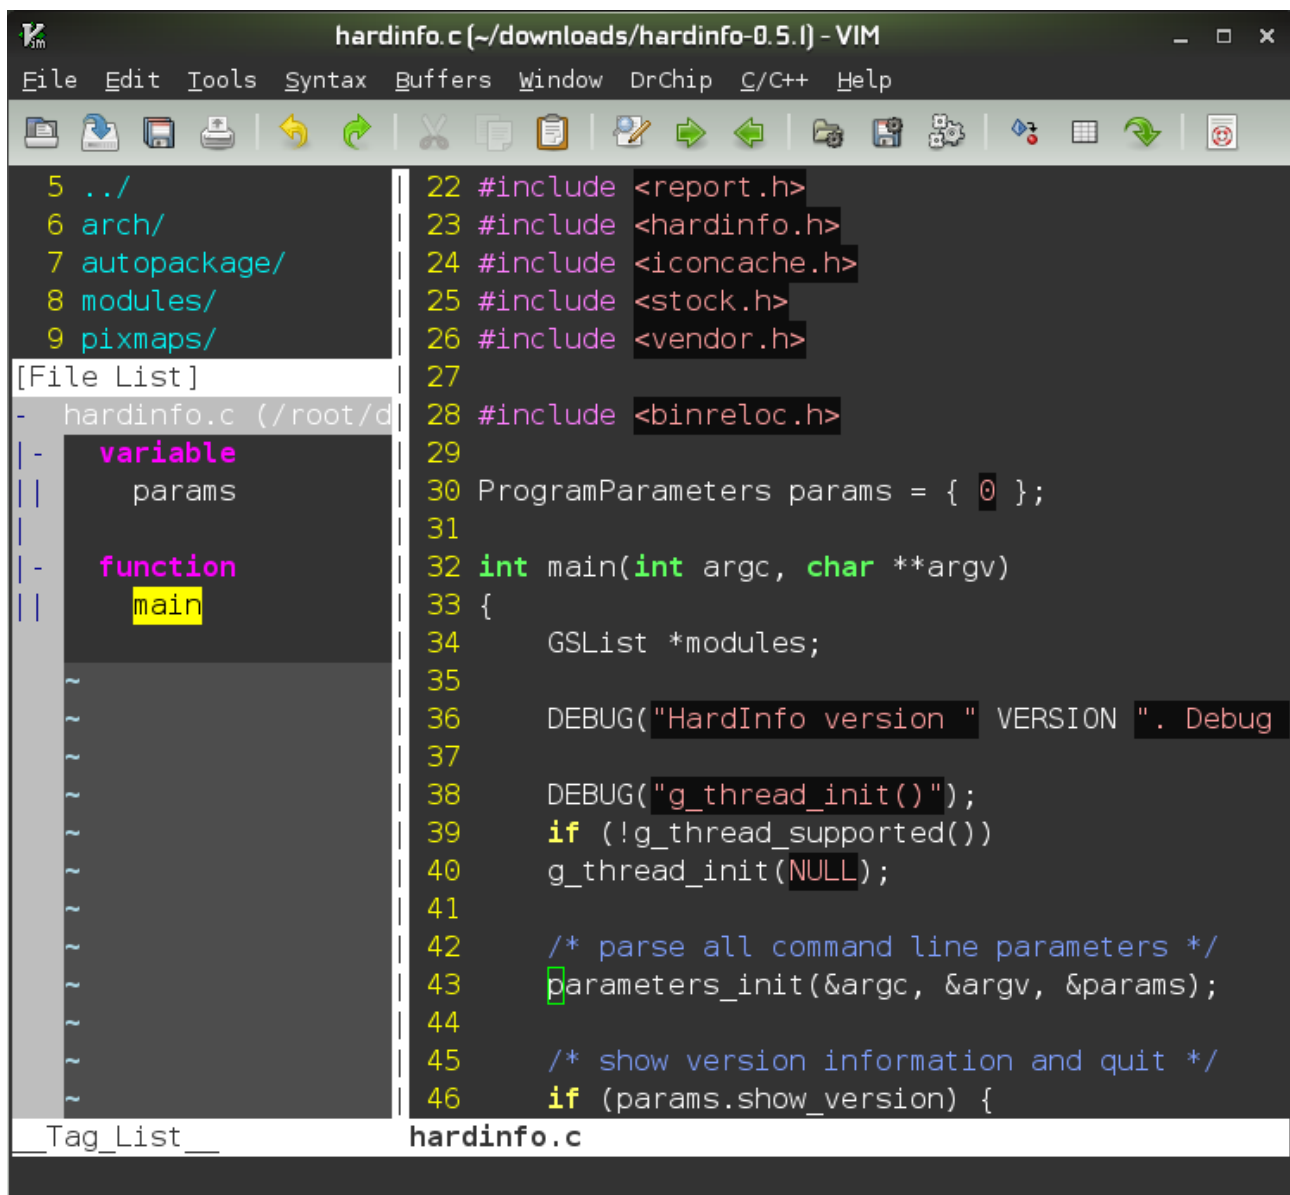 hardinfo.c (~/downloads/hardinfo-0.5.1) - VIM
File Edit Tools Syntax Buffers Window DrChip C/C++ Help
5 ../
6 arch/
7 autopackage/
8 modules/
9 pixmaps/
[File List]
- hardinfo.c (/root/d
|- variable
|| params
|
|- function
|| main
~
~
~
~
~
~
~
~
~
~
~
~
__Tag_List__
22 #include <report.h>
23 #include <hardinfo.h>
24 #include <iconcache.h>
25 #include <stock.h>
26 #include <vendor.h>
27
28 #include <binreloc.h>
29
30 ProgramParameters params = { 0 };
31
32 int main(int argc, char **argv)
33 {
34     GSList *modules;
35
36     DEBUG("HardInfo version " VERSION ". Debug
37
38     DEBUG("g_thread_init()");
39     if (!g_thread_supported())
40     g_thread_init(NULL);
41
42     /* parse all command line parameters */
43     parameters_init(&argc, &argv, &params);
44
45     /* show version information and quit */
46     if (params.show_version) {
hardinfo.c